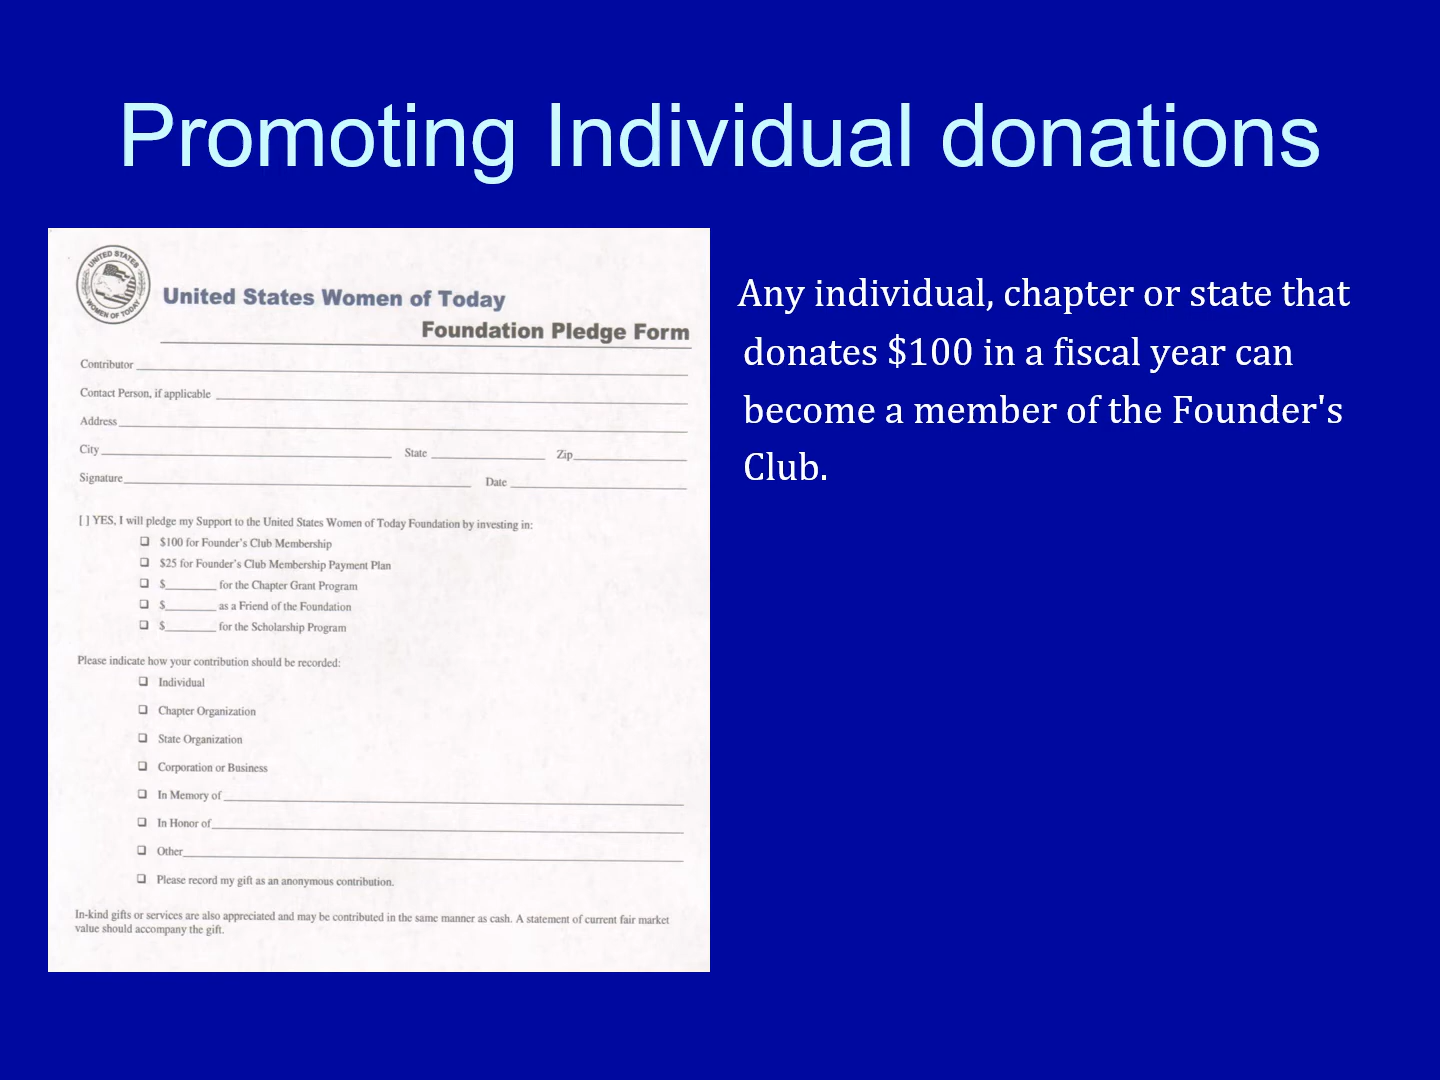 Promoting Individual donations
UNITED STATES
WOMEN OF TODAY
United States Women of Today
Foundation Pledge Form
Contributor
Contact Person, if applicable
Address
City State Zip
Signature Date
[ ] YES, I will pledge my Support to the United States Women of Today Foundation by investing in:
❏ $100 for Founder's Club Membership
❏ $25 for Founder's Club Membership Payment Plan
❏ $________ for the Chapter Grant Program
❏ $________ as a Friend of the Foundation
❏ $________ for the Scholarship Program
Please indicate how your contribution should be recorded:
❏ Individual
❏ Chapter Organization
❏ State Organization
❏ Corporation or Business
❏ In Memory of
❏ In Honor of
❏ Other
❏ Please record my gift as an anonymous contribution.
In-kind gifts or services are also appreciated and may be contributed in the same manner as cash. A statement of current fair market
value should accompany the gift.
Any individual, chapter or state that
donates $100 in a fiscal year can
become a member of the Founder's
Club.